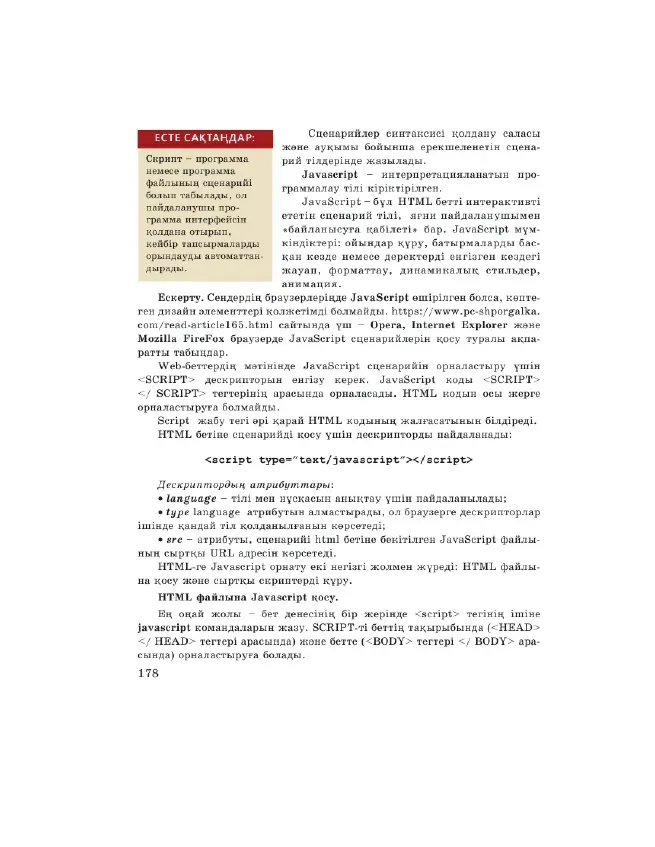 ЕСТЕ САҚТАҢДАР:
Скрипт – программа
немесе программа
файлының сценарийі
болып табылады, ол
пайдаланушы про-
грамма интерфейсін
қолдана отырып,
кейбір тапсырмаларды
орындауды автоматтан-
дырады.
Сценарийлер синтаксисі қолдану саласы
және ауқымы бойынша ерекшеленетін сцена-
рий тілдерінде жазылады.
Javascript – интерпретацияланатын про-
граммалау тілі кіріктірілген.
JavaScript – бұл HTML бетті интерактивті
ететін сценарий тілі, яғни пайдаланушымен
«байланысуға қабілеті» бар. JavaScript мүм-
кіндіктері: ойындар құру, батырмаларды бас-
қан кезде немесе деректерді енгізген кездегі
жауап, форматтау, динамикалық стильдер,
анимация.
Ескерту. Сендердің браузерлеріңде JavaScript өшірілген болса, көпте-
ген дизайн элементтері қолжетімді болмайды. https://www.pc-shporgalka.
com/read-article165.html сайтында үш – Opera, Internet Explorer және
Mozilla FireFox браузерде JavaScript сценарийлерін қосу туралы ақпа-
ратты табыңдар.
Web-беттердің мәтінінде JavaScript сценарийін орналастыру үшін
<SCRIPT> дескрипторын енгізу керек. JavaScript коды <SCRIPT>
</ SCRIPT> тегтерінің арасында орналасады. HTML кодын осы жерге
орналастыруға болмайды.
Script жабу тегі әрі қарай HTML кодының жалғасатынын білдіреді.
HTML бетіне сценарийді қосу үшін дескрипторды пайдаланады:
<script type="text/javascript"></script>
Дескриптордың атрибуттары:
• language – тілі мен нұсқасын анықтау үшін пайдаланылады;
• type language атрибутын алмастырады, ол браузерге дескрипторлар
ішінде қандай тіл қолданылғанын көрсетеді;
• src – атрибуты, сценарийі html бетіне бекітілген JavaScript файлы-
ның сыртқы URL адресін көрсетеді.
HTML-ге Javascript орнату екі негізгі жолмен жүреді: HTML файлы-
на қосу және сыртқы скриптерді құру.
HTML файлына Javascript қосу.
Ең оңай жолы – бет денесінің бір жерінде <script> тегінің ішіне
javascript командаларын жазу. SCRIPT-ті беттің тақырыбында (<HEAD>
</ HEAD> тегтері арасында) және бетте (<BODY> тегтері </ BODY> ара-
сында) орналастыруға болады.
178